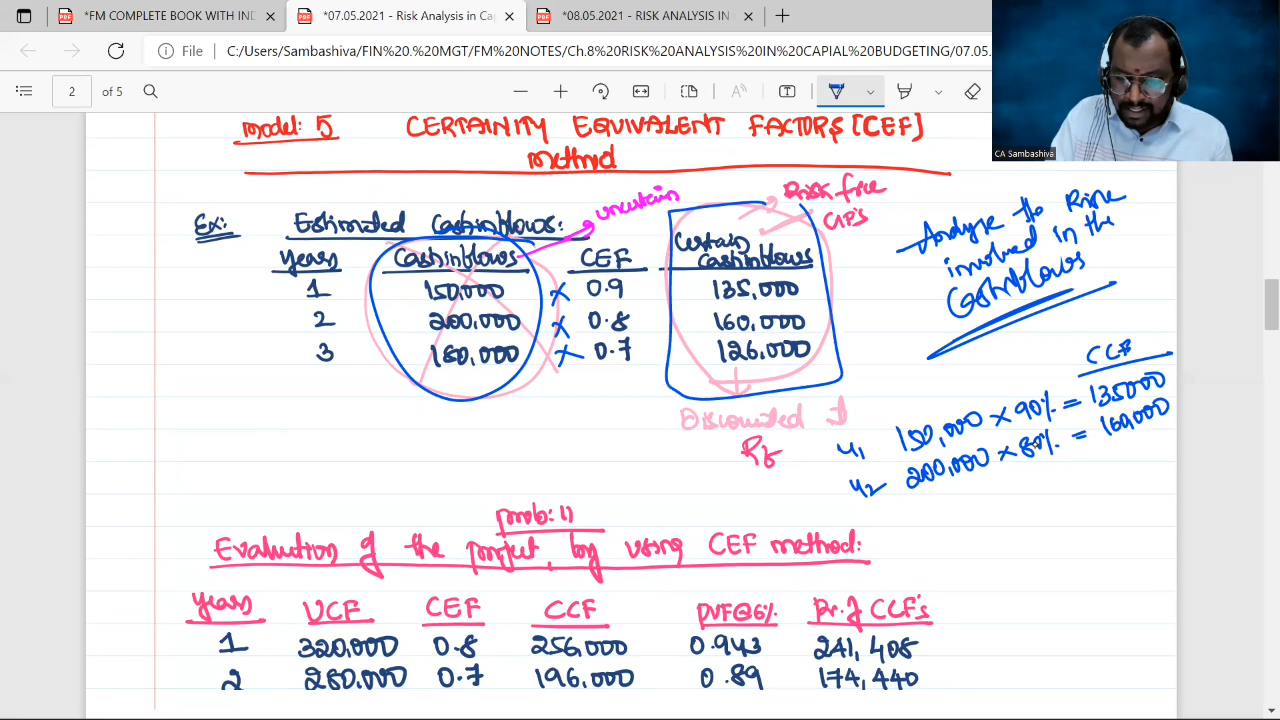 *FM COMPLETE BOOK WITH IND
*07.05.2021 - Risk Analysis in Ca
*08.05.2021 - RISK ANALYSIS IN
File
C:/Users/Sambashiva/FIN%20.%20MGT/FM%20NOTES/Ch.8%20RISK%20ANALYSIS%20IN%20CAPIAL%20BUDGETING/07.05.
2 of 5
CA Sambashiva
Model: 5 CERTAINITY EQUIVALENT FACTORS [CEF]
Method
Ex: Estimated Cashinflows:
uncertain
Risk free
CIF's
Years Cashinflows CEF Certain Cashinflows
1 150,000 × 0.9 135,000
2 200,000 × 0.8 160,000
3 180,000 × 0.7 126,000
Discounted
Rf
Analyse the Risk
involved in the
Cashinflows
CCF
Y1 150,000 × 90% = 135000
Y2 200,000 × 80% = 160,000
prob: 1)
Evaluation of the project, by using CEF method:
Years UCF CEF CCF PVF@6% Pv. of CCF's
1 320,000 0.8 256,000 0.943 241,408
2 280,000 0.7 196,000 0.89 174,440